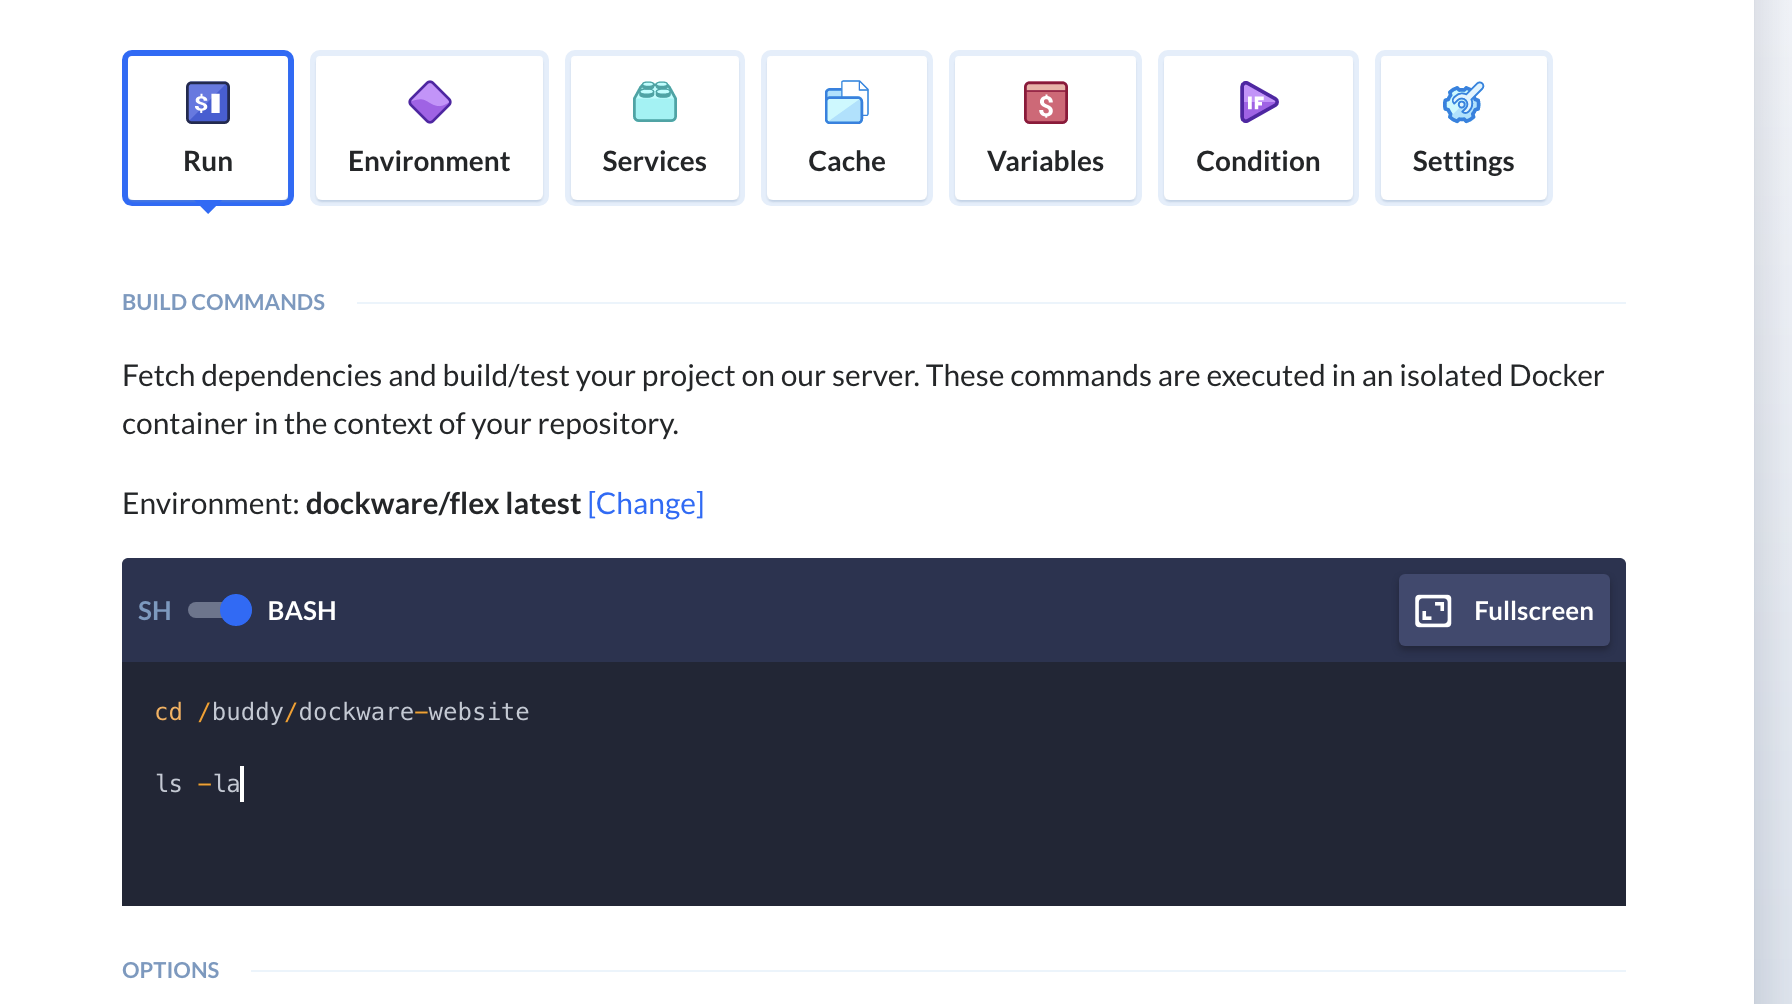 $
IF
$
Run
Environment
Services
Cache
Variables
Condition
Settings
BUILD COMMANDS
Fetch dependencies and build/test your project on our server. These commands are executed in an isolated Docker
container in the context of your repository.
Environment: dockware/flex latest [Change]
SH
BASH
Fullscreen
cd /buddy/dockware-website
ls -la
OPTIONS